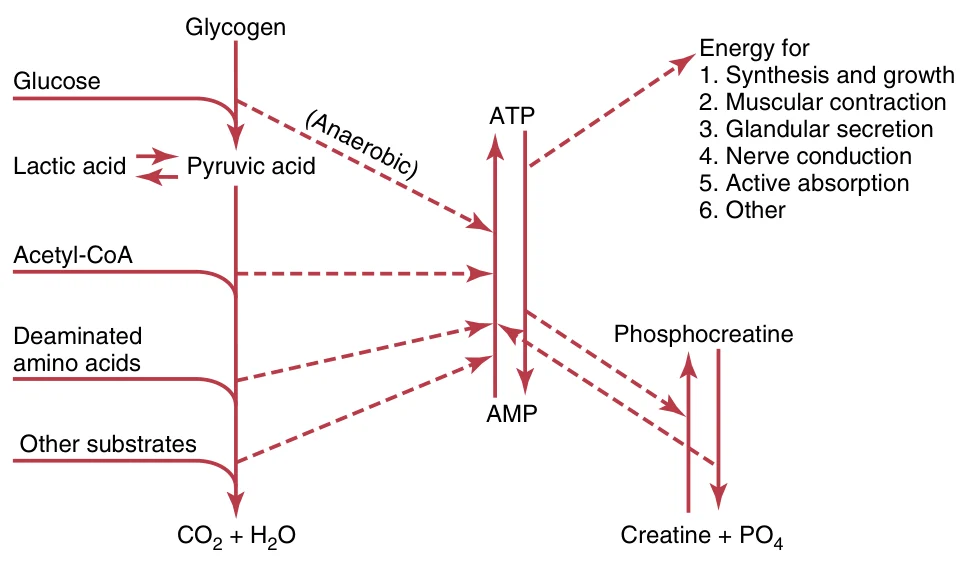 Glycogen
Glucose
Lactic acid
Pyruvic acid
(Anaerobic)
Acetyl-CoA
Deaminated
amino acids
Other substrates
CO₂ + H₂O
ATP
AMP
Energy for
1. Synthesis and growth
2. Muscular contraction
3. Glandular secretion
4. Nerve conduction
5. Active absorption
6. Other
Phosphocreatine
Creatine + PO₄